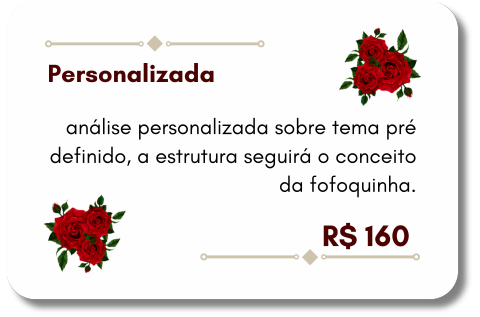 Personalizada
análise personalizada sobre tema pré
definido, a estrutura seguirá o conceito
da fofoquinha.
R$ 160